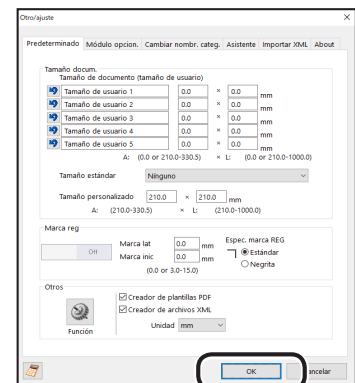 Otro/ajuste
Predeterminado Módulo opcion. Cambiar nombr. categ. Asistente Importar XML About
Tamaño docum.
Tamaño de documento (tamaño de usuario)
Tamaño de usuario 1 0.0 × 0.0 mm
Tamaño de usuario 2 0.0 × 0.0 mm
Tamaño de usuario 3 0.0 × 0.0 mm
Tamaño de usuario 4 0.0 × 0.0 mm
Tamaño de usuario 5 0.0 × 0.0 mm
A: (0.0 or 210.0-330.5) × L: (0.0 or 210.0-1000.0)
Tamaño estándar Ninguno
Tamaño personalizado 210.0 × 210.0 mm
A: (210.0-330.5) × L: (210.0-1000.0)
Marca reg
Off Marca lat 0.0 mm Espec. marca REG
Marca inic 0.0 mm Estándar
(0.0 or 3.0-15.0) Negrita
Otros
Creador de plantillas PDF
Creador de archivos XML
Función Unidad mm
OK ancelar